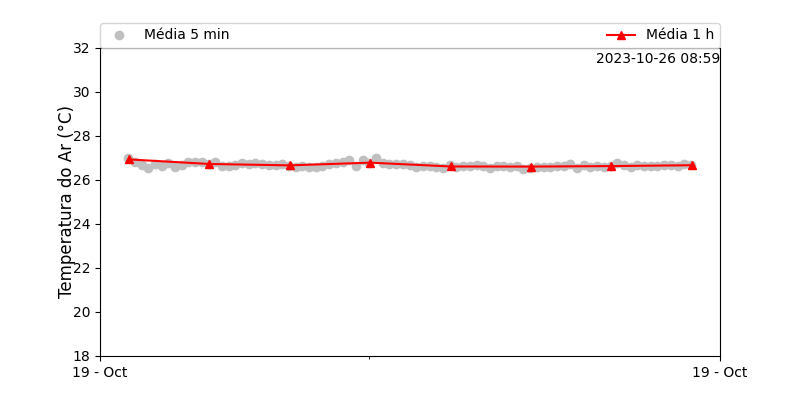 Média 5 min
Média 1 h
2023-10-26 08:59
Temperatura do Ar (°C)
32
30
28
26
24
22
20
18
19 - Oct
19 - Oct